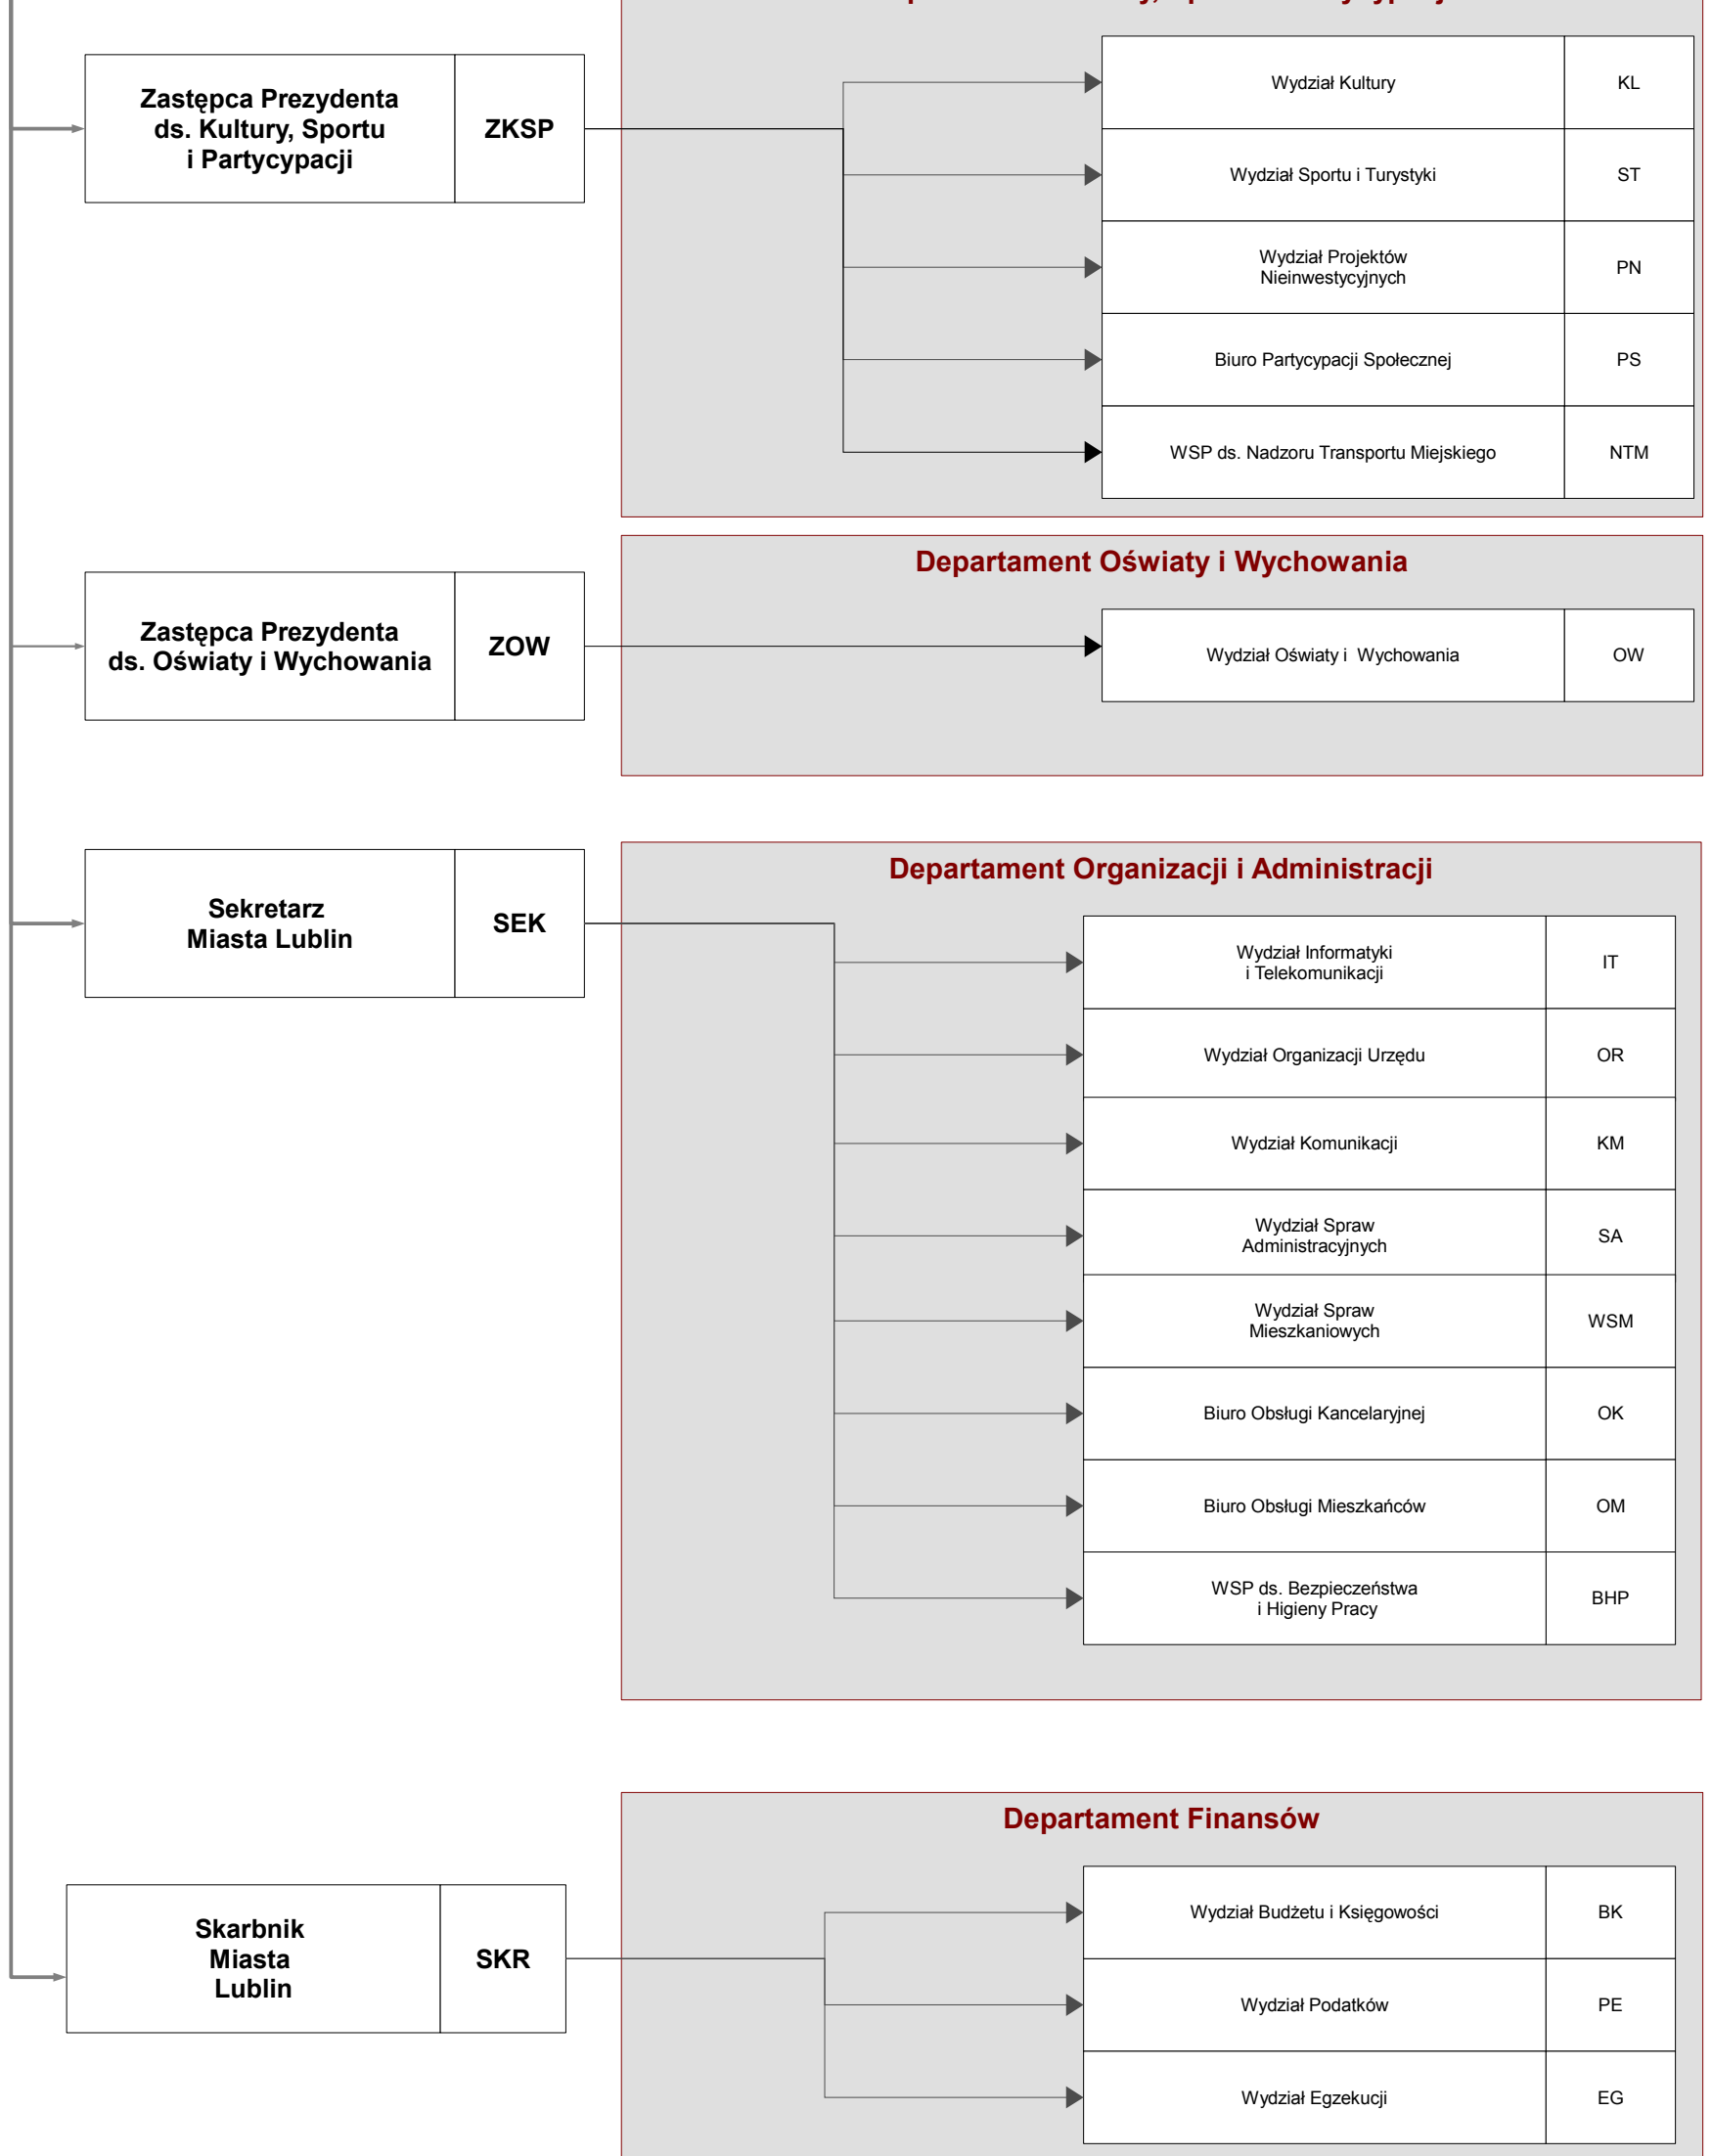 Zastępca Prezydenta
ds. Kultury, Sportu
i Partycypacji
ZKSP
Wydział Kultury
KL
Wydział Sportu i Turystyki
ST
Wydział Projektów
Nieinwestycyjnych
PN
Biuro Partycypacji Społecznej
PS
WSP ds. Nadzoru Transportu Miejskiego
NTM
Departament Oświaty i Wychowania
Zastępca Prezydenta
ds. Oświaty i Wychowania
ZOW
Wydział Oświaty i Wychowania
OW
Departament Organizacji i Administracji
Sekretarz
Miasta Lublin
SEK
Wydział Informatyki
i Telekomunikacji
IT
Wydział Organizacji Urzędu
OR
Wydział Komunikacji
KM
Wydział Spraw
Administracyjnych
SA
Wydział Spraw
Mieszkaniowych
WSM
Biuro Obsługi Kancelaryjnej
OK
Biuro Obsługi Mieszkańców
OM
WSP ds. Bezpieczeństwa
i Higieny Pracy
BHP
Departament Finansów
Skarbnik
Miasta
Lublin
SKR
Wydział Budżetu i Księgowości
BK
Wydział Podatków
PE
Wydział Egzekucji
EG